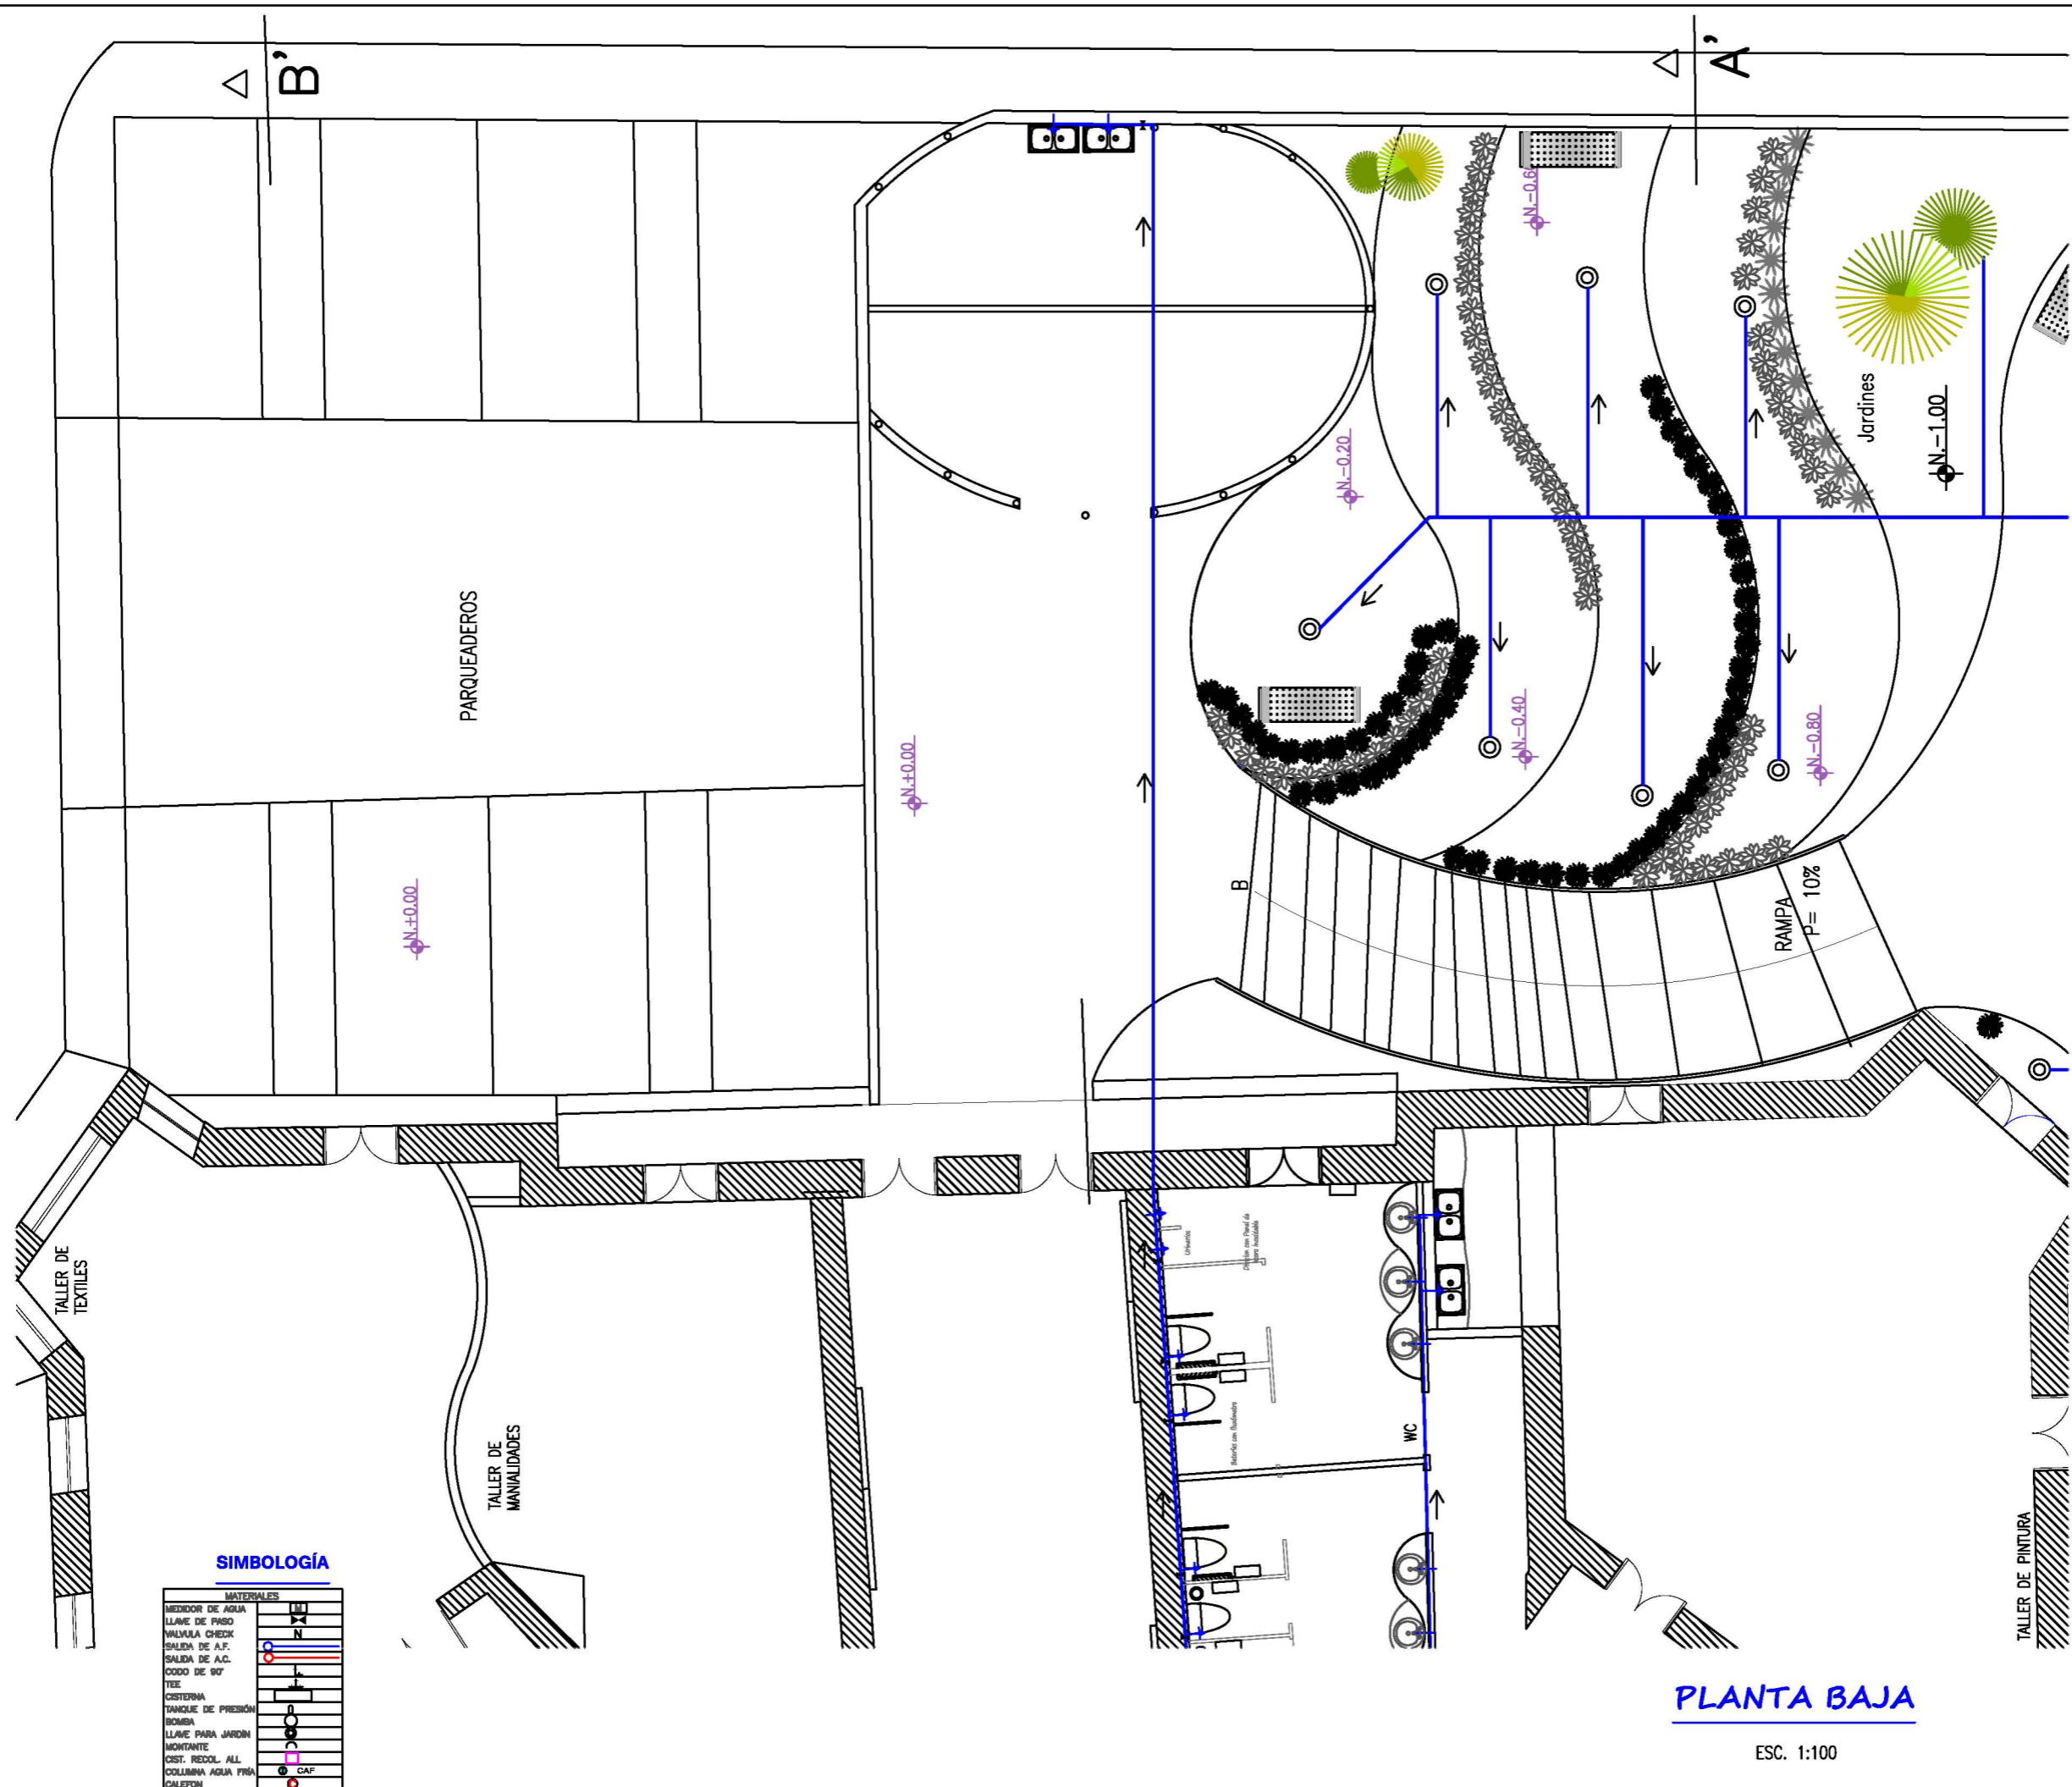 B'
A'
N.-0.60
Jardines
N.-1.00
N.-0.20
PARQUEADEROS
N.+0.00
N.-0.40
N.-0.80
N.+0.00
B
RAMPA
P= 10%
TALLER DE
TEXTILES
TALLER DE
MANIALIDADES
Urinarios
WC
TALLER DE PINTURA
SIMBOLOGÍA
MATERIALES
MEDIDOR DE AGUA M
LLAVE DE PASO
VALVULA CHECK N
SALIDA DE A.F.
SALIDA DE A.C.
CODO DE 90°
TEE
CISTERNA
TANQUE DE PRESIÓN
BOMBA
LLAVE PARA JARDÍN
MONTANTE
CIST. RECOL. ALL
COLUMNA AGUA FRÍA CAF
CALEFON
PLANTA BAJA
ESC. 1:100